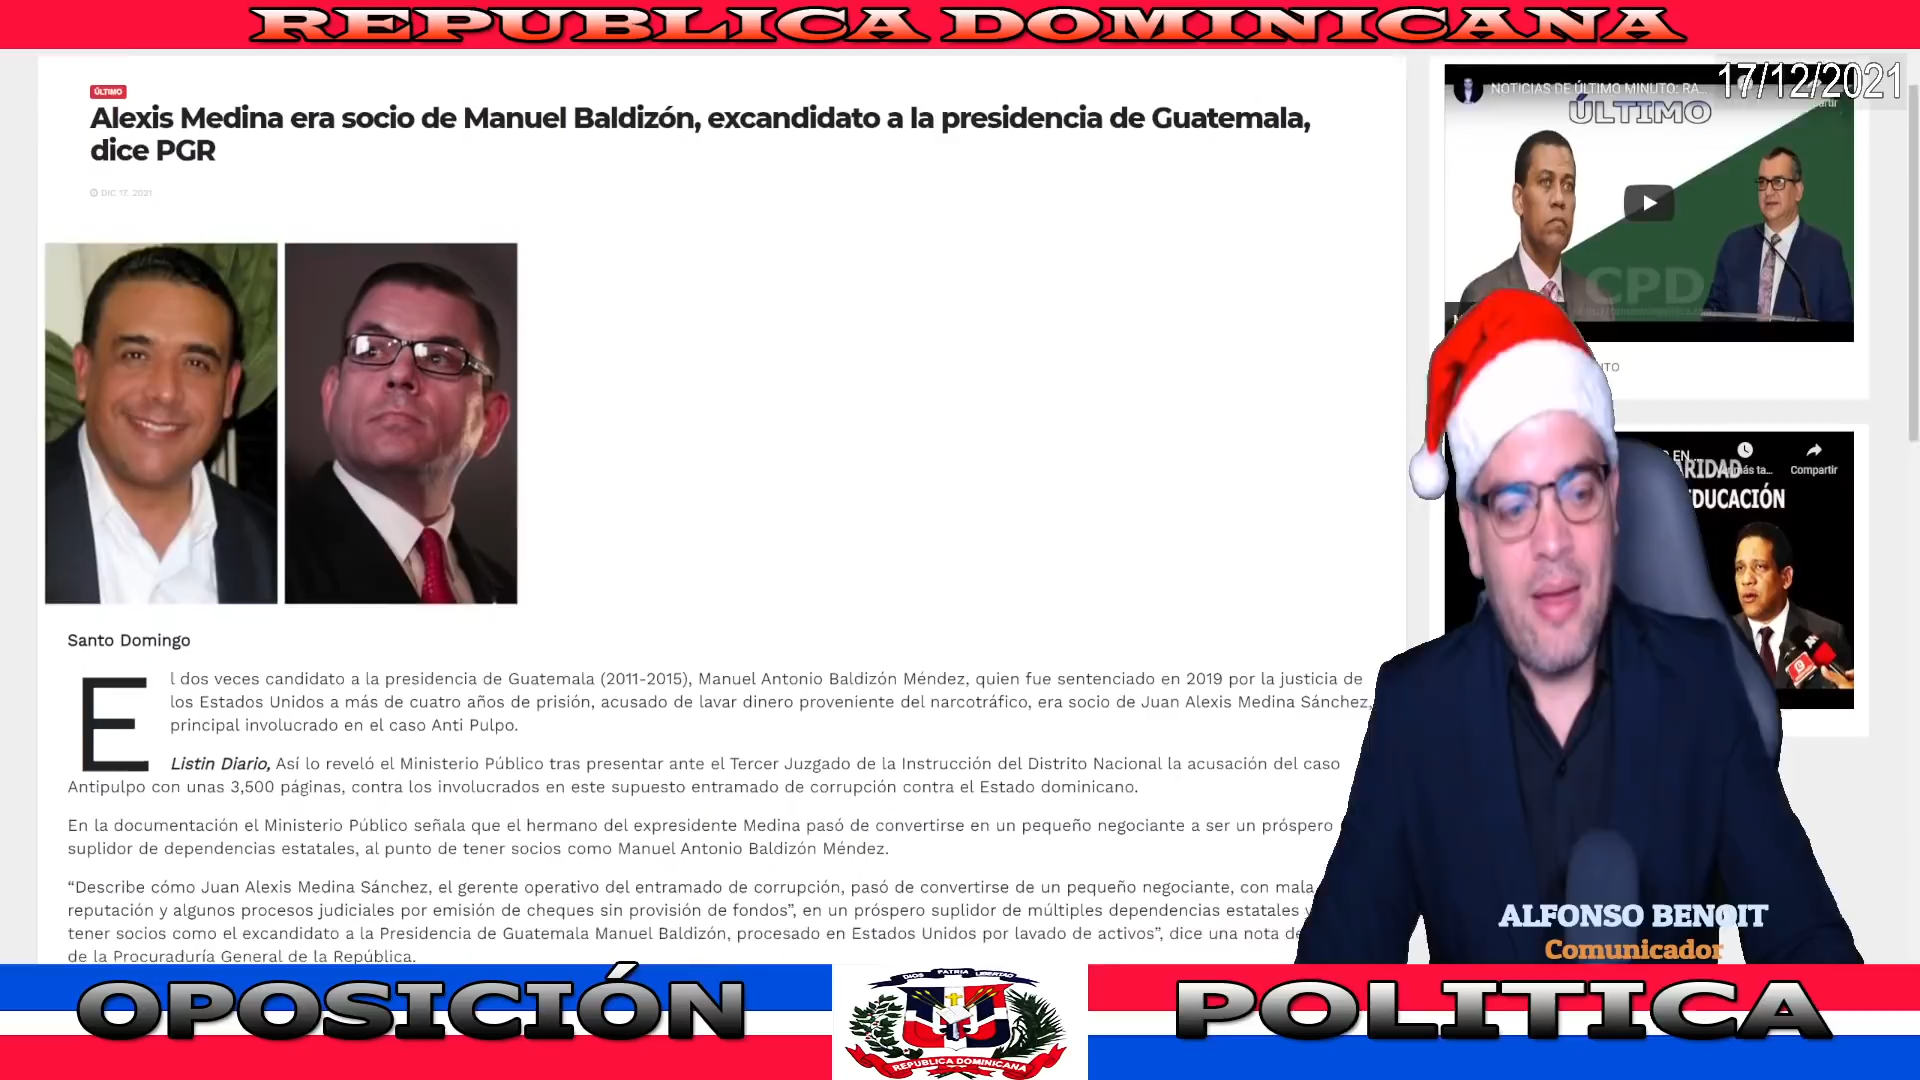 REPUBLICA DOMINICANA
17/12/2021
ÚLTIMO
Alexis Medina era socio de Manuel Baldizón, excandidato a la presidencia de Guatemala,
dice PGR
DIC 17, 2021
Santo Domingo
El dos veces candidato a la presidencia de Guatemala (2011-2015), Manuel Antonio Baldizón Méndez, quien fue sentenciado en 2019 por la justicia de
los Estados Unidos a más de cuatro años de prisión, acusado de lavar dinero proveniente del narcotráfico, era socio de Juan Alexis Medina Sánchez,
principal involucrado en el caso Anti Pulpo.
Listin Diario, Así lo reveló el Ministerio Público tras presentar ante el Tercer Juzgado de la Instrucción del Distrito Nacional la acusación del caso
Antipulpo con unas 3,500 páginas, contra los involucrados en este supuesto entramado de corrupción contra el Estado dominicano.
En la documentación el Ministerio Público señala que el hermano del expresidente Medina pasó de convertirse en un pequeño negociante a ser un próspero
suplidor de dependencias estatales, al punto de tener socios como Manuel Antonio Baldizón Méndez.
“Describe cómo Juan Alexis Medina Sánchez, el gerente operativo del entramado de corrupción, pasó de convertirse de un pequeño negociante, con mala
reputación y algunos procesos judiciales por emisión de cheques sin provisión de fondos”, en un próspero suplidor de múltiples dependencias estatales y
tener socios como el excandidato a la Presidencia de Guatemala Manuel Baldizón, procesado en Estados Unidos por lavado de activos”, dice una nota de
de la Procuraduría General de la República.
NOTICIAS DE ÚLTIMO MINUTO: RA...
ÚLTIMO
CPD
EN...
ARIDAD
EDUCACIÓN
más ta...
Compartir
ALFONSO BENOIT
Comunicador
OPOSICIÓN
DIOS PATRIA LIBERTAD
REPUBLICA DOMINICANA
POLITICA